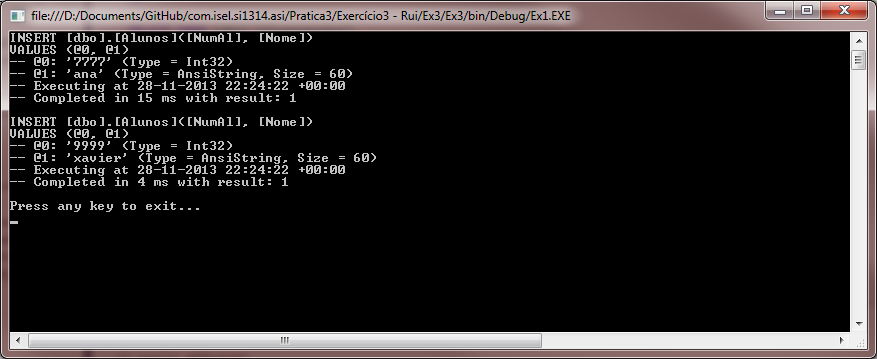 file:///D:/Documents/GitHub/com.isel.si1314.asi/Pratica3/Exercício3 - Rui/Ex3/Ex3/bin/Debug/Ex1.EXE
INSERT [dbo].[Alunos]([NumAl], [Nome])
VALUES (@0, @1)
-- @0: '7777' (Type = Int32)
-- @1: 'ana' (Type = AnsiString, Size = 60)
-- Executing at 28-11-2013 22:24:22 +00:00
-- Completed in 15 ms with result: 1
INSERT [dbo].[Alunos]([NumAl], [Nome])
VALUES (@0, @1)
-- @0: '9999' (Type = Int32)
-- @1: 'xavier' (Type = AnsiString, Size = 60)
-- Executing at 28-11-2013 22:24:22 +00:00
-- Completed in 4 ms with result: 1
Press any key to exit...